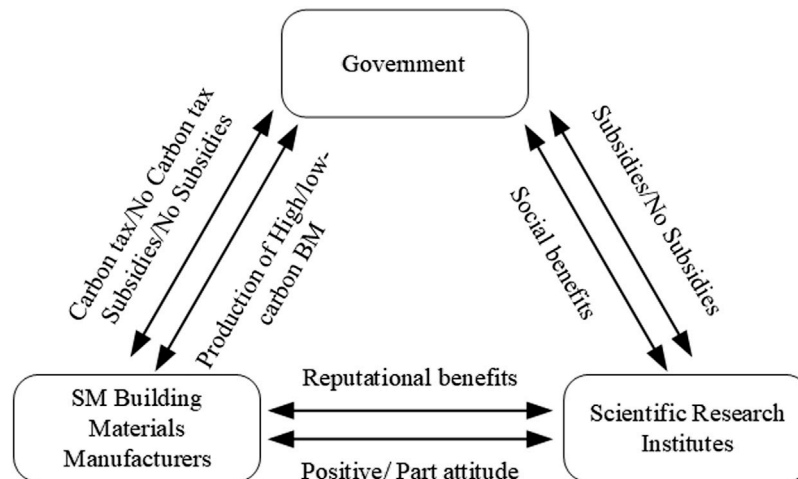 Government
Carbon tax/No Carbon tax
Subsidies/No Subsidies
Production of High/low-
carbon BM
Social benefits
Subsidies/No Subsidies
SM Building
Materials
Manufacturers
Reputational benefits
Positive/ Part attitude
Scientific Research
Institutes